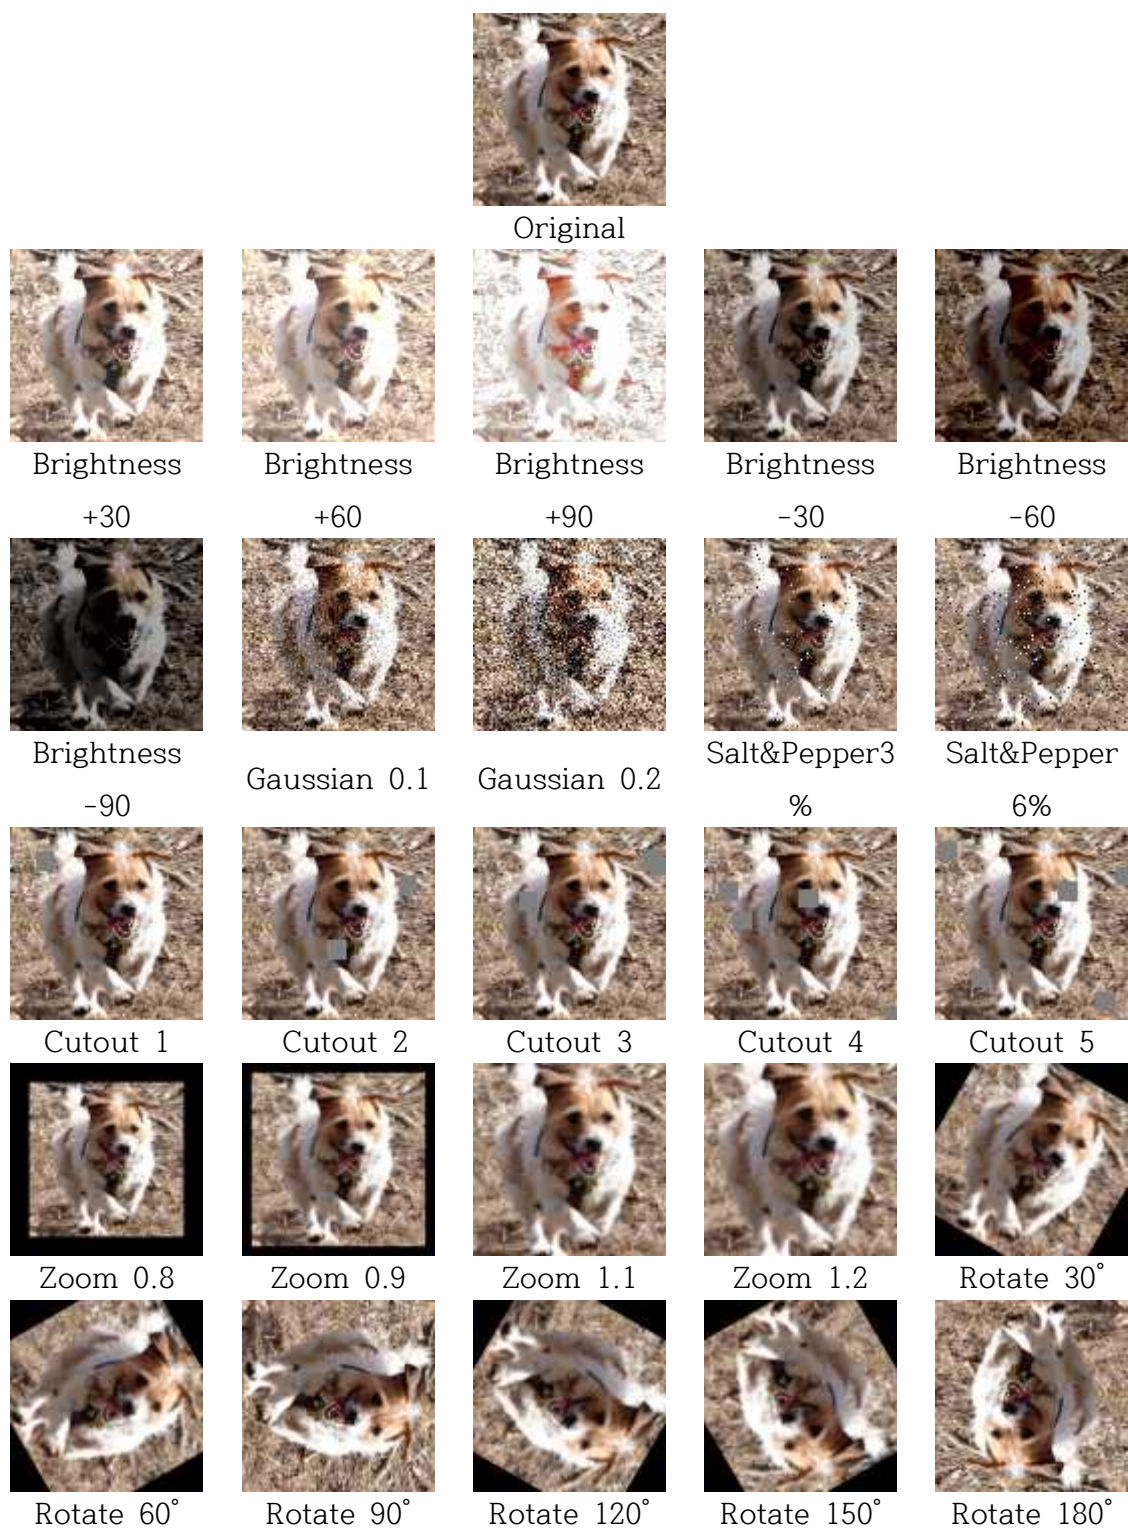 Original
Brightness Brightness Brightness Brightness Brightness
+30 +60 +90 -30 -60
Brightness Gaussian 0.1 Gaussian 0.2 Salt&Pepper3 Salt&Pepper
-90 % 6%
Cutout 1 Cutout 2 Cutout 3 Cutout 4 Cutout 5
Zoom 0.8 Zoom 0.9 Zoom 1.1 Zoom 1.2 Rotate 30°
Rotate 60° Rotate 90° Rotate 120° Rotate 150° Rotate 180°